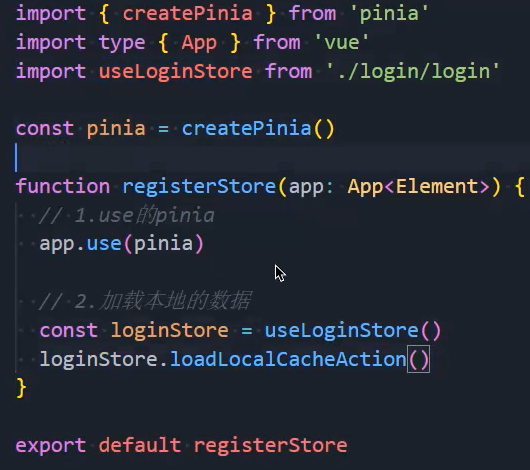 import { createPinia } from 'pinia'
import type { App } from 'vue'
import useLoginStore from './login/login'
const pinia = createPinia()
function registerStore(app: App<Element>) {
// 1.use的pinia
app.use(pinia)
// 2.加载本地的数据
const loginStore = useLoginStore()
loginStore.loadLocalCacheAction()
}
export default registerStore